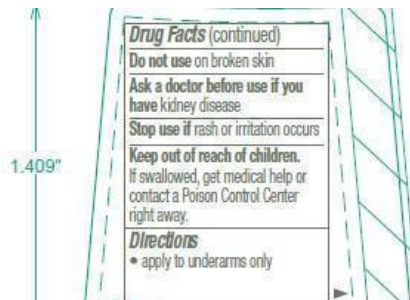 Drug Facts (continued)
Do not use on broken skin
Ask a doctor before use if you
have kidney disease
Stop use if rash or irritation occurs
Keep out of reach of children.
If swallowed, get medical help or
contact a Poison Control Center
right away.
Directions
• apply to underarms only
1.409"